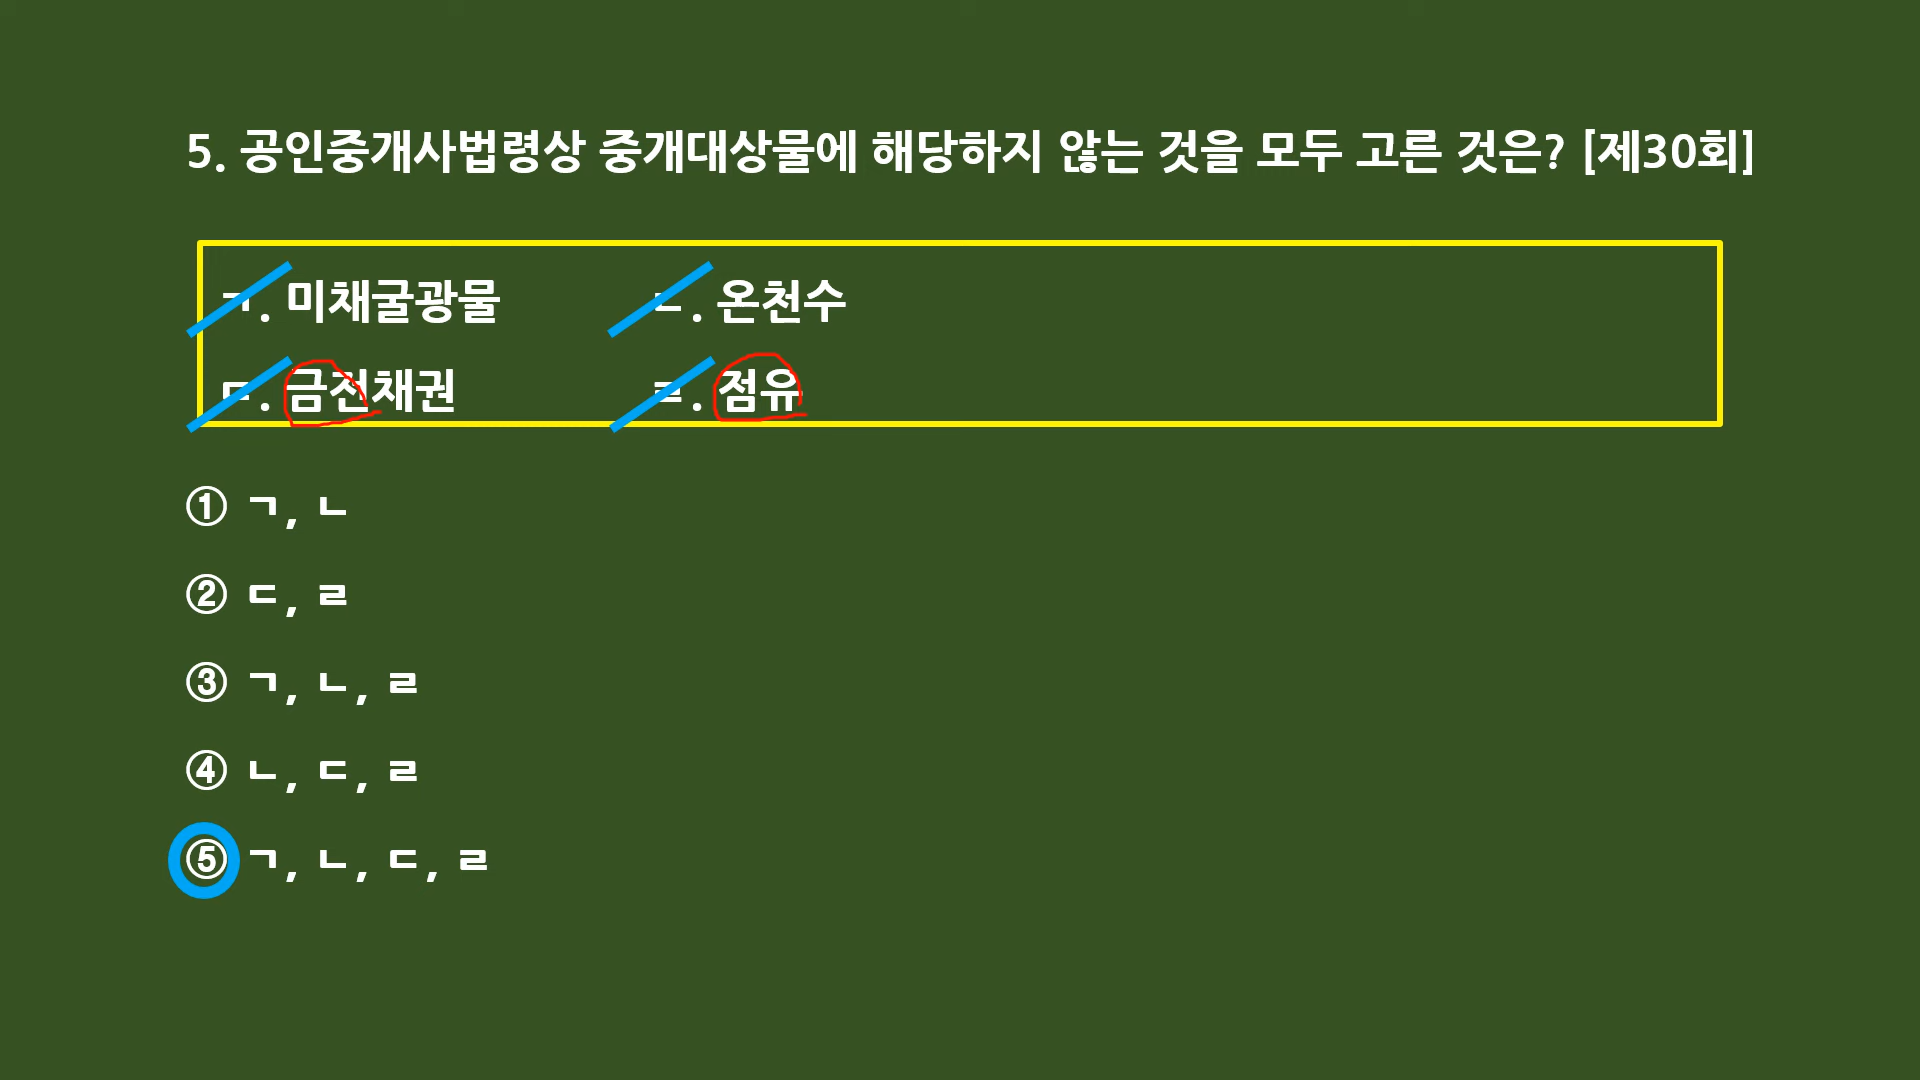 5. 공인중개사법령상 중개대상물에 해당하지 않는 것을 모두 고른 것은? [제30회]
ㄱ. 미채굴광물 ㄴ. 온천수
ㄷ. 금전채권 ㄹ. 점유
① ㄱ, ㄴ
② ㄷ, ㄹ
③ ㄱ, ㄴ, ㄹ
④ ㄴ, ㄷ, ㄹ
⑤ ㄱ, ㄴ, ㄷ, ㄹ